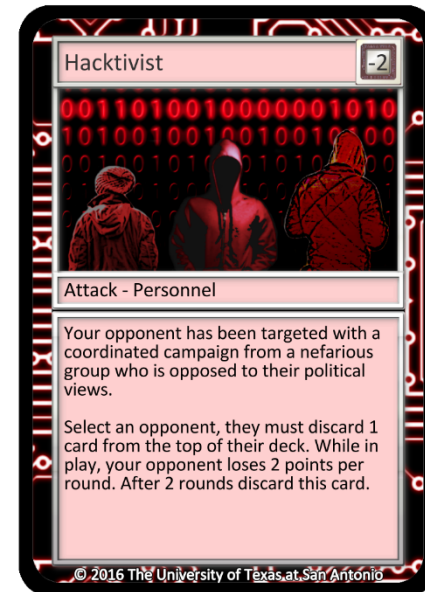 Hacktivist
-2
0011010010000001010
Attack - Personnel
Your opponent has been targeted with a
coordinated campaign from a nefarious
group who is opposed to their political
views.
Select an opponent, they must discard 1
card from the top of their deck. While in
play, your opponent loses 2 points per
round. After 2 rounds discard this card.
© 2016 The University of Texas at San Antonio